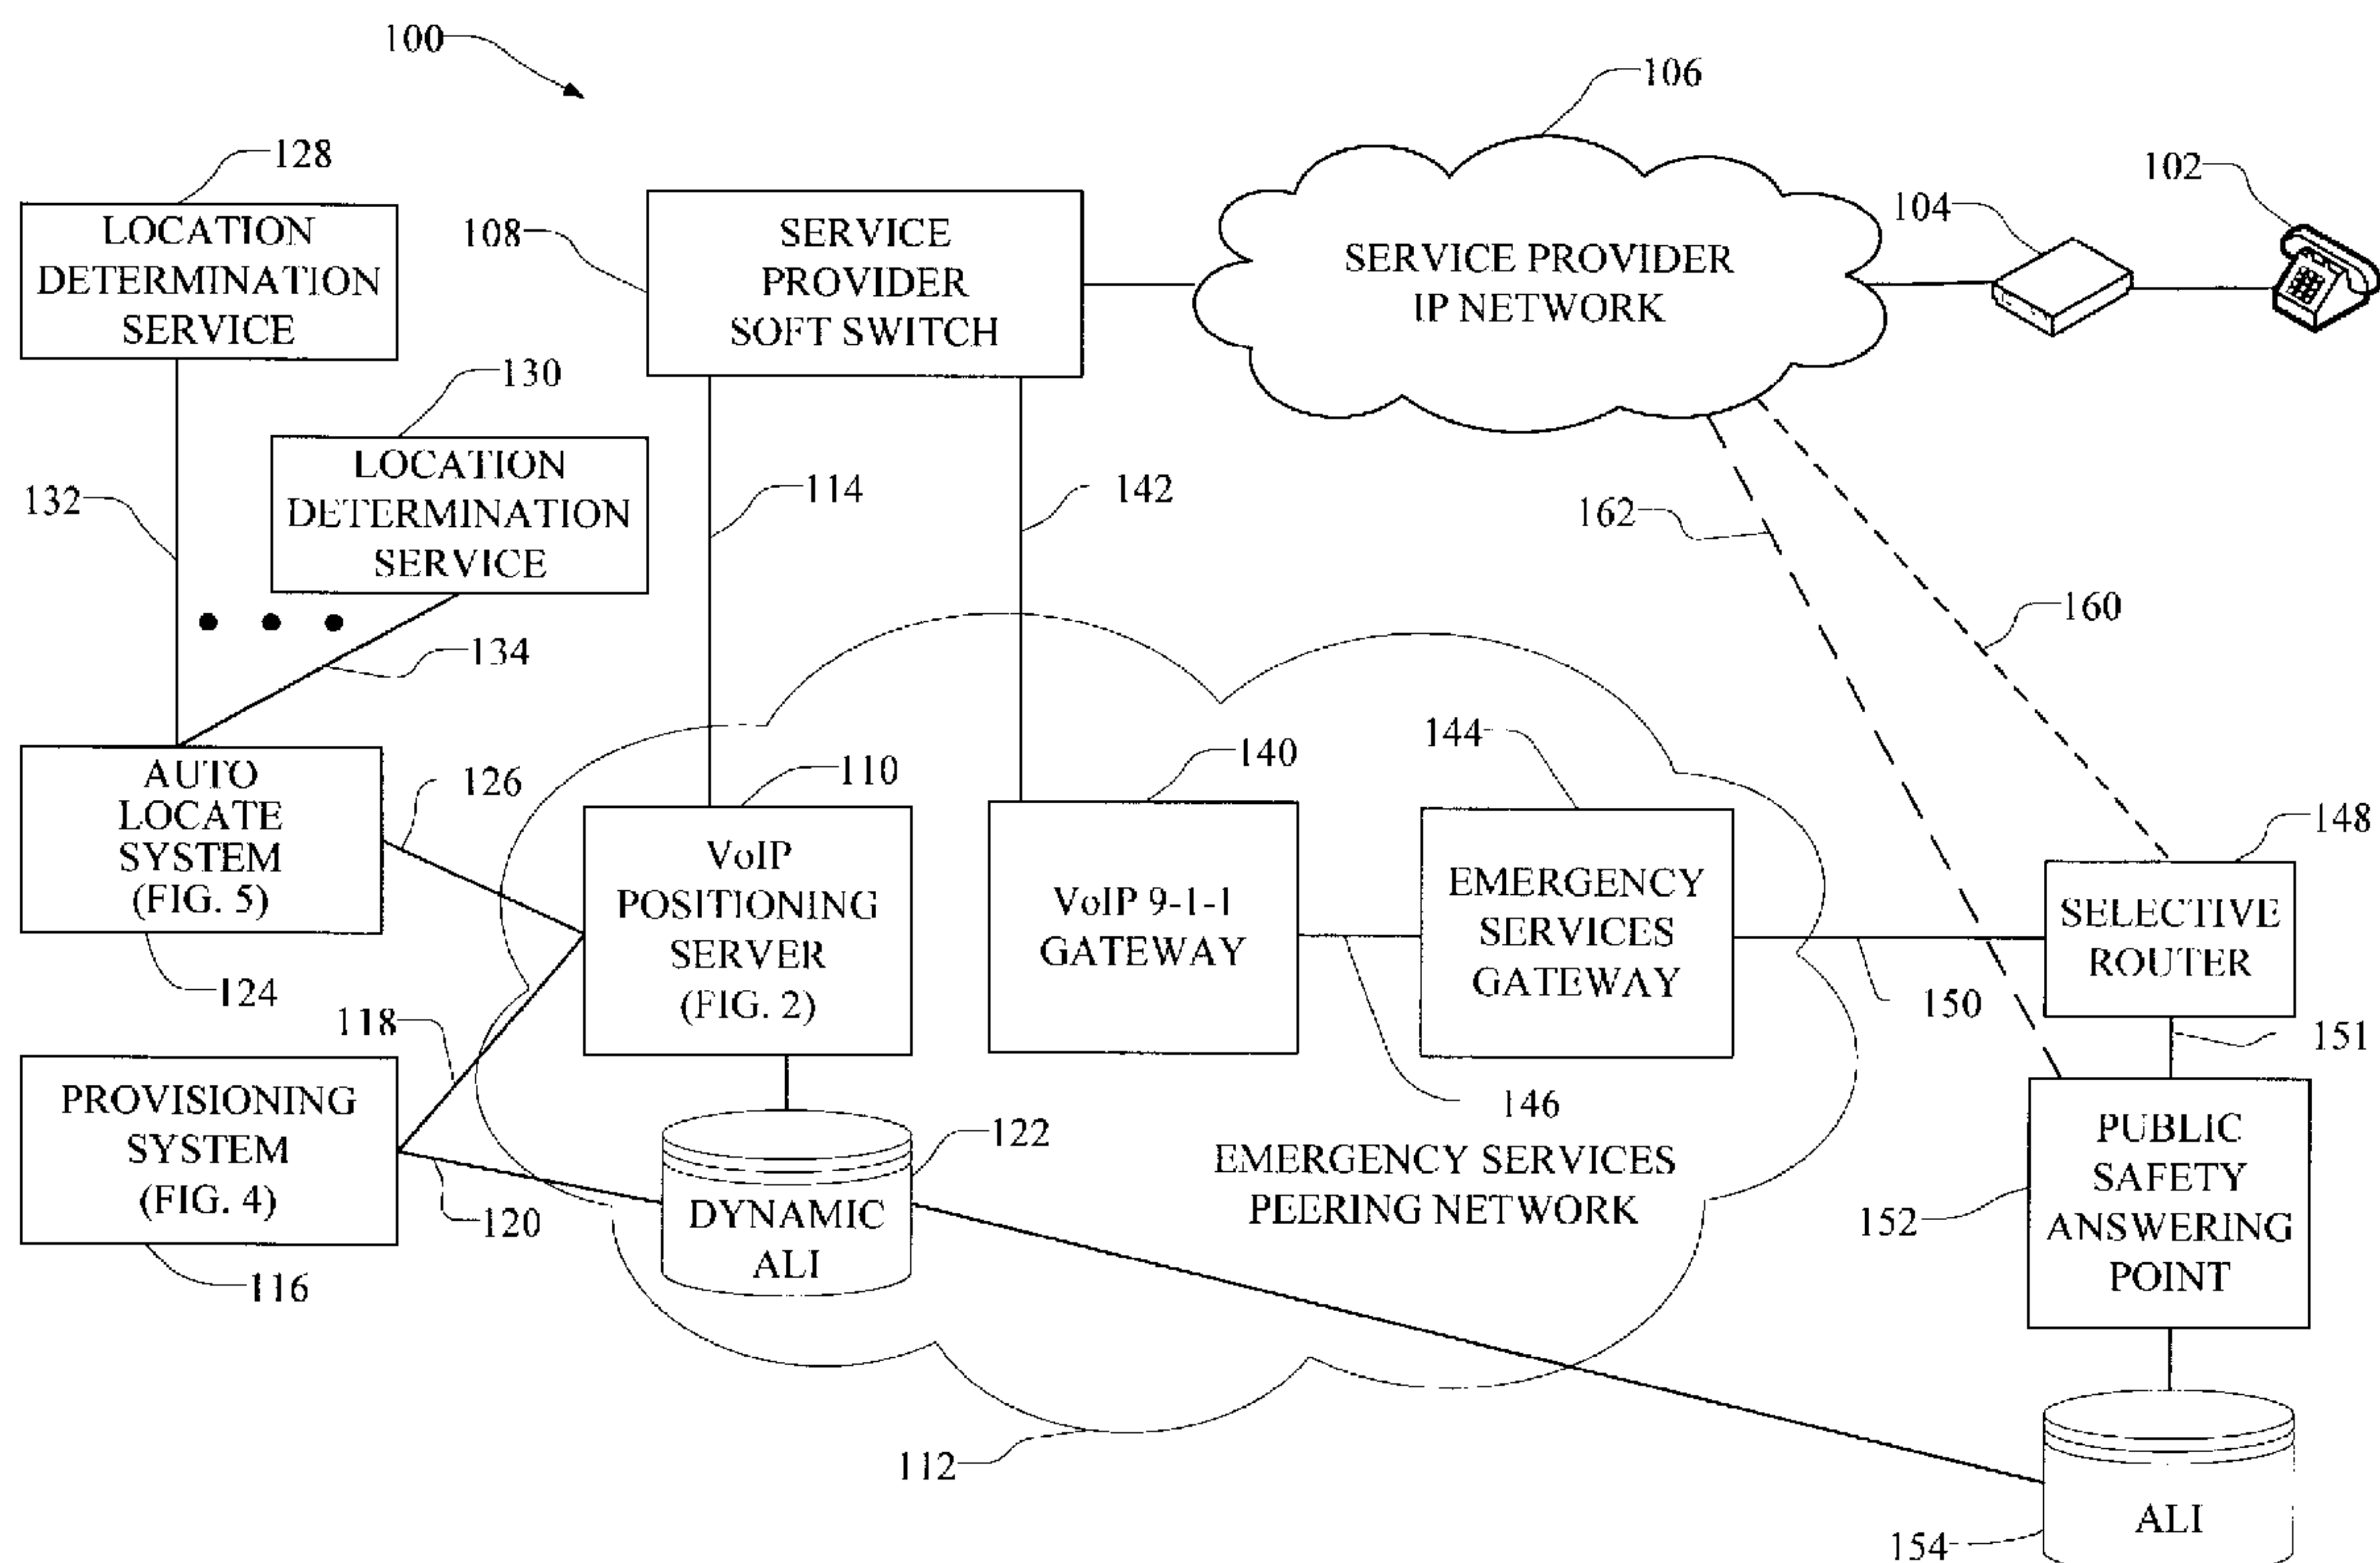 100
106
128
102
104
LOCATION
DETERMINATION
SERVICE
108
SERVICE
PROVIDER
SOFT SWITCH
SERVICE PROVIDER
IP NETWORK
130
LOCATION
DETERMINATION
SERVICE
132
114
142
162
160
134
144
140
110
126
148
AUTO
LOCATE
SYSTEM
(FIG. 5)
124
VoIP
POSITIONING
SERVER
(FIG. 2)
VoIP 9-1-1
GATEWAY
EMERGENCY
SERVICES
GATEWAY
SELECTIVE
ROUTER
150
151
118
146
PROVISIONING
SYSTEM
(FIG. 4)
116
120
122
DYNAMIC
ALI
EMERGENCY SERVICES
PEERING NETWORK
152
PUBLIC
SAFETY
ANSWERING
POINT
112
154
ALI